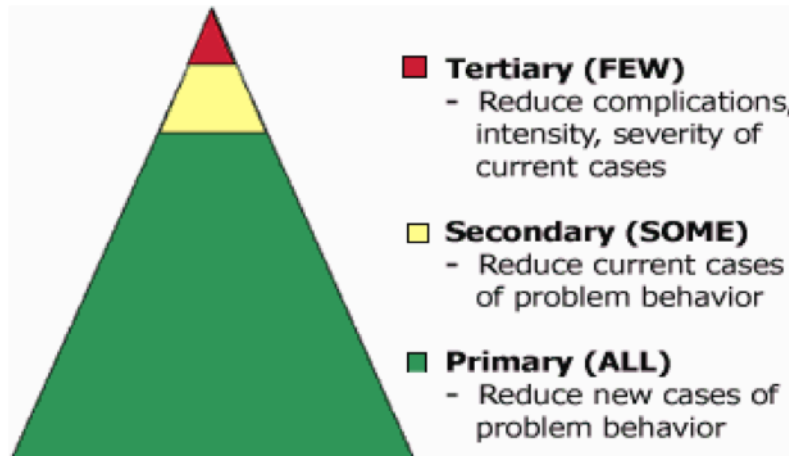 Tertiary (FEW)
- Reduce complications,
intensity, severity of
current cases
Secondary (SOME)
- Reduce current cases
of problem behavior
Primary (ALL)
- Reduce new cases of
problem behavior